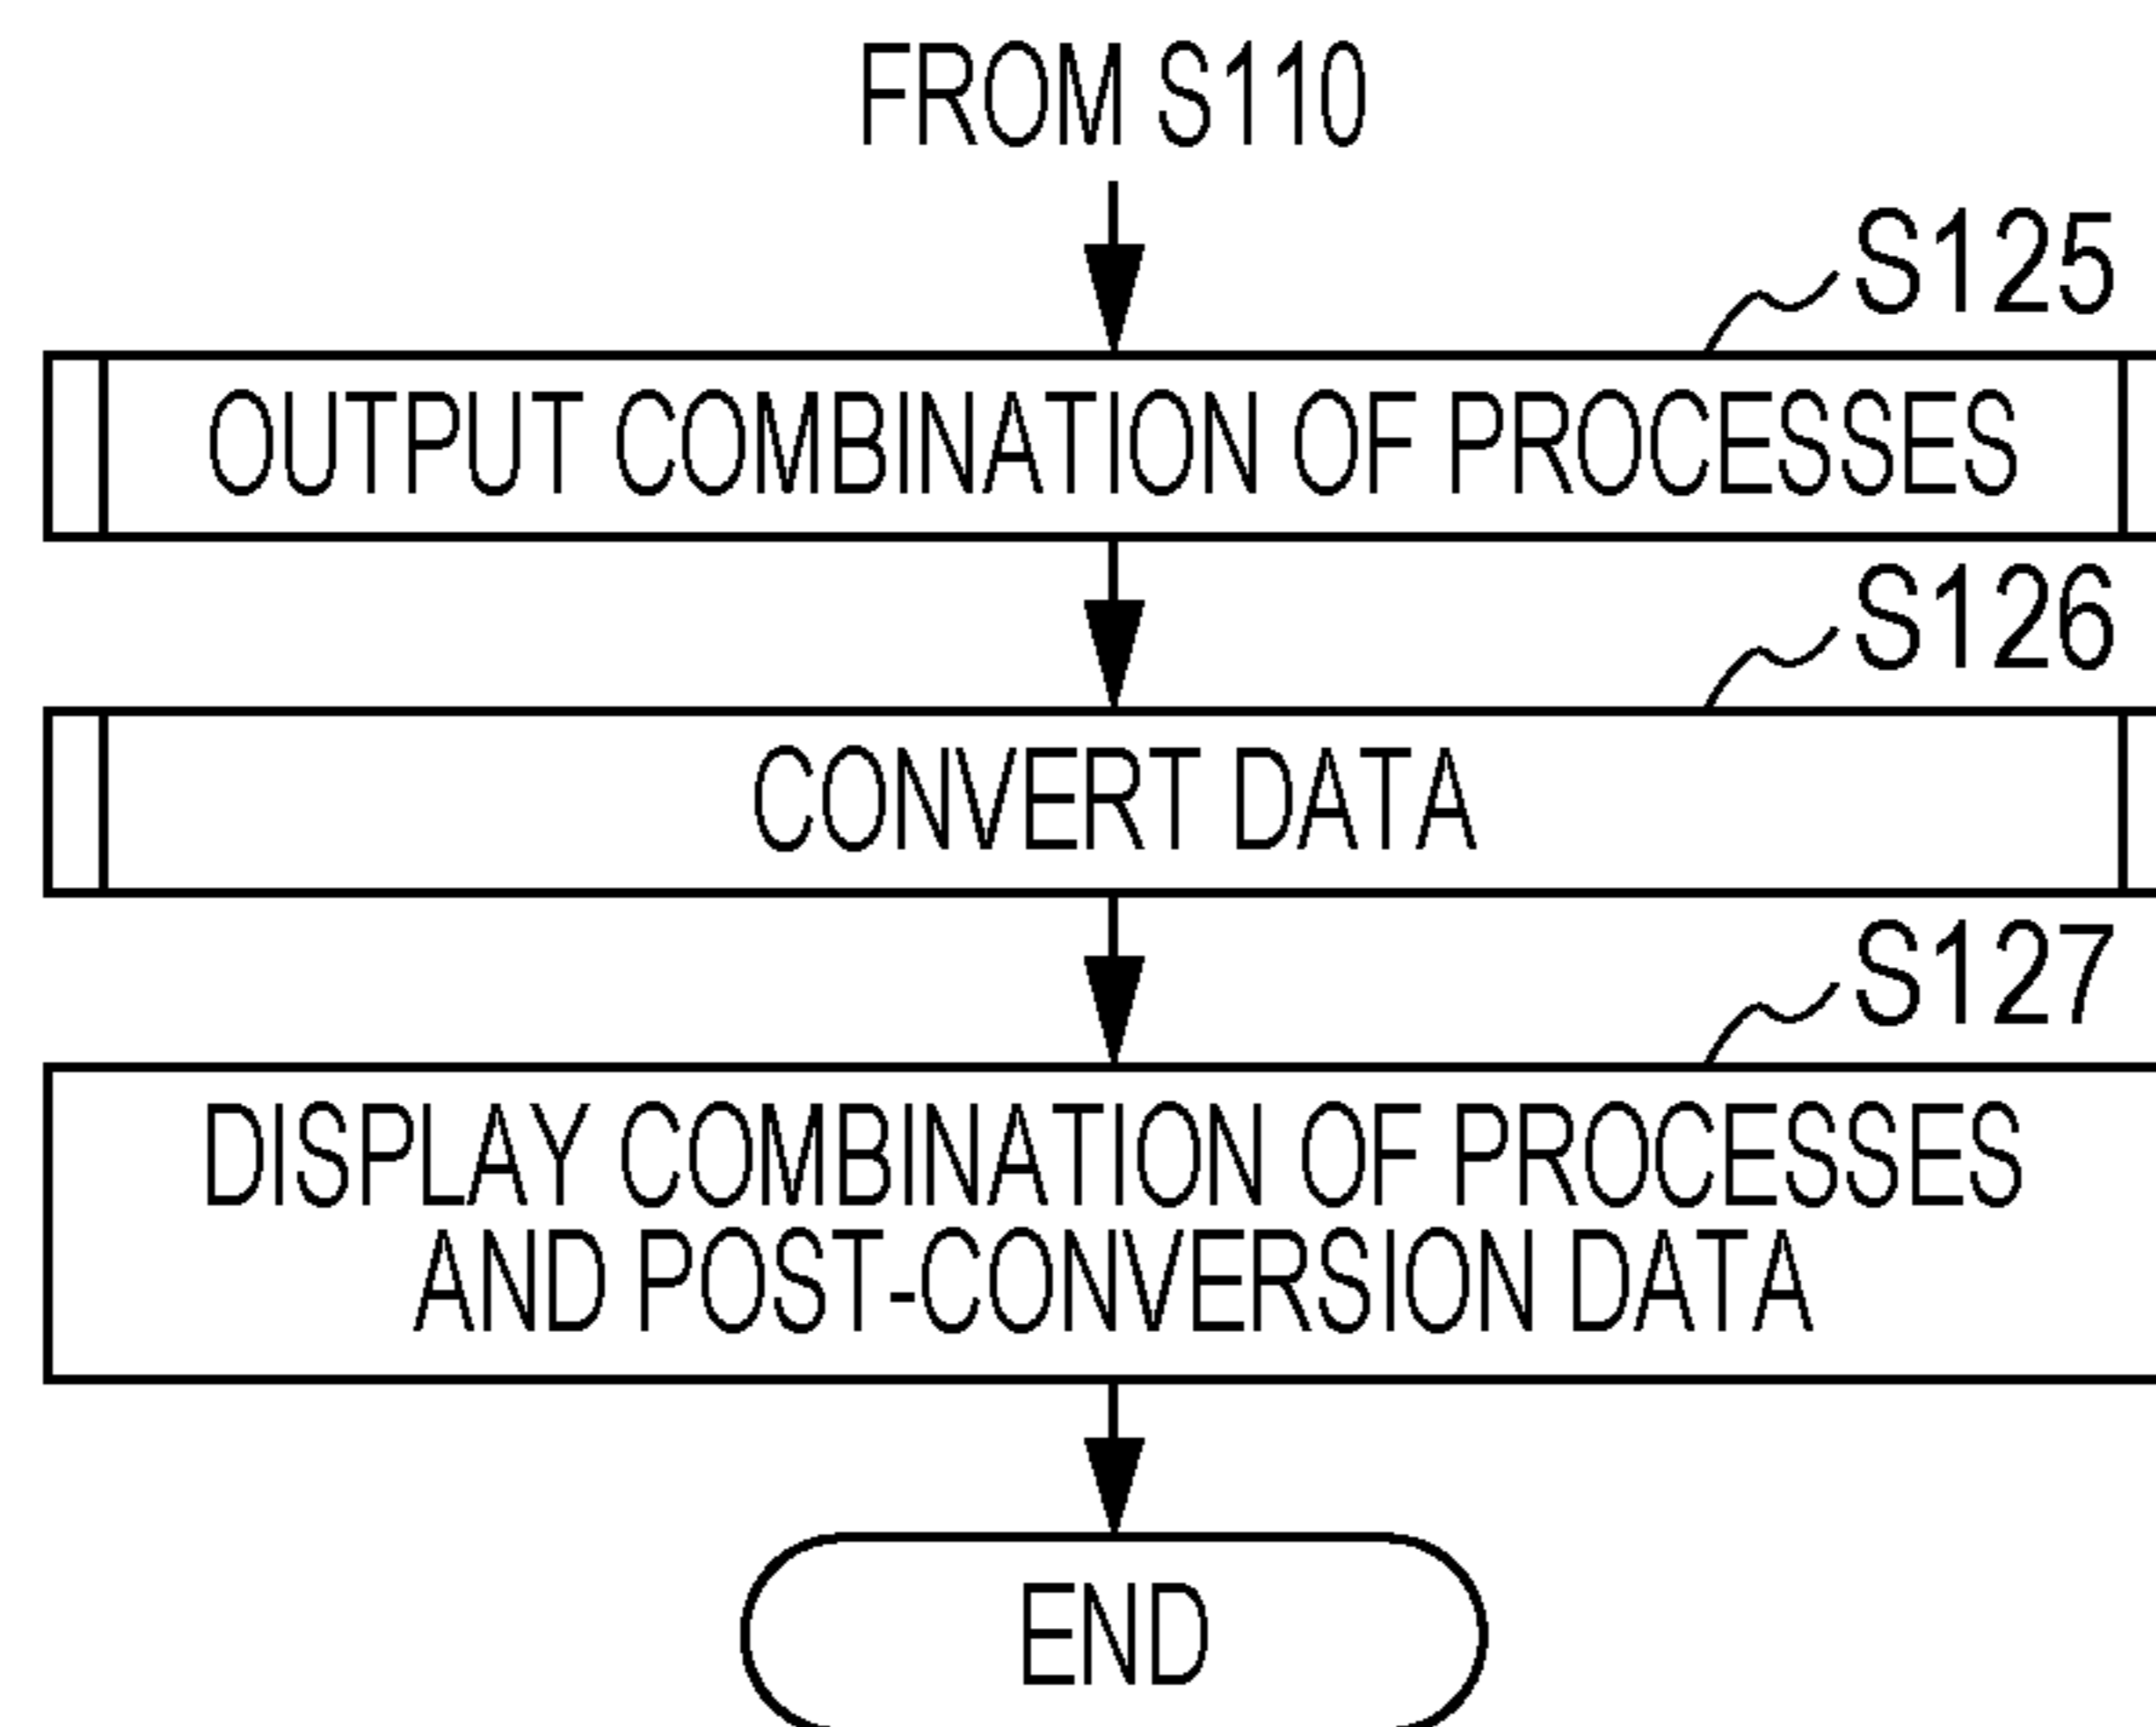 FROM S110
S125
OUTPUT COMBINATION OF PROCESSES
S126
CONVERT DATA
S127
DISPLAY COMBINATION OF PROCESSES
AND POST-CONVERSION DATA
END